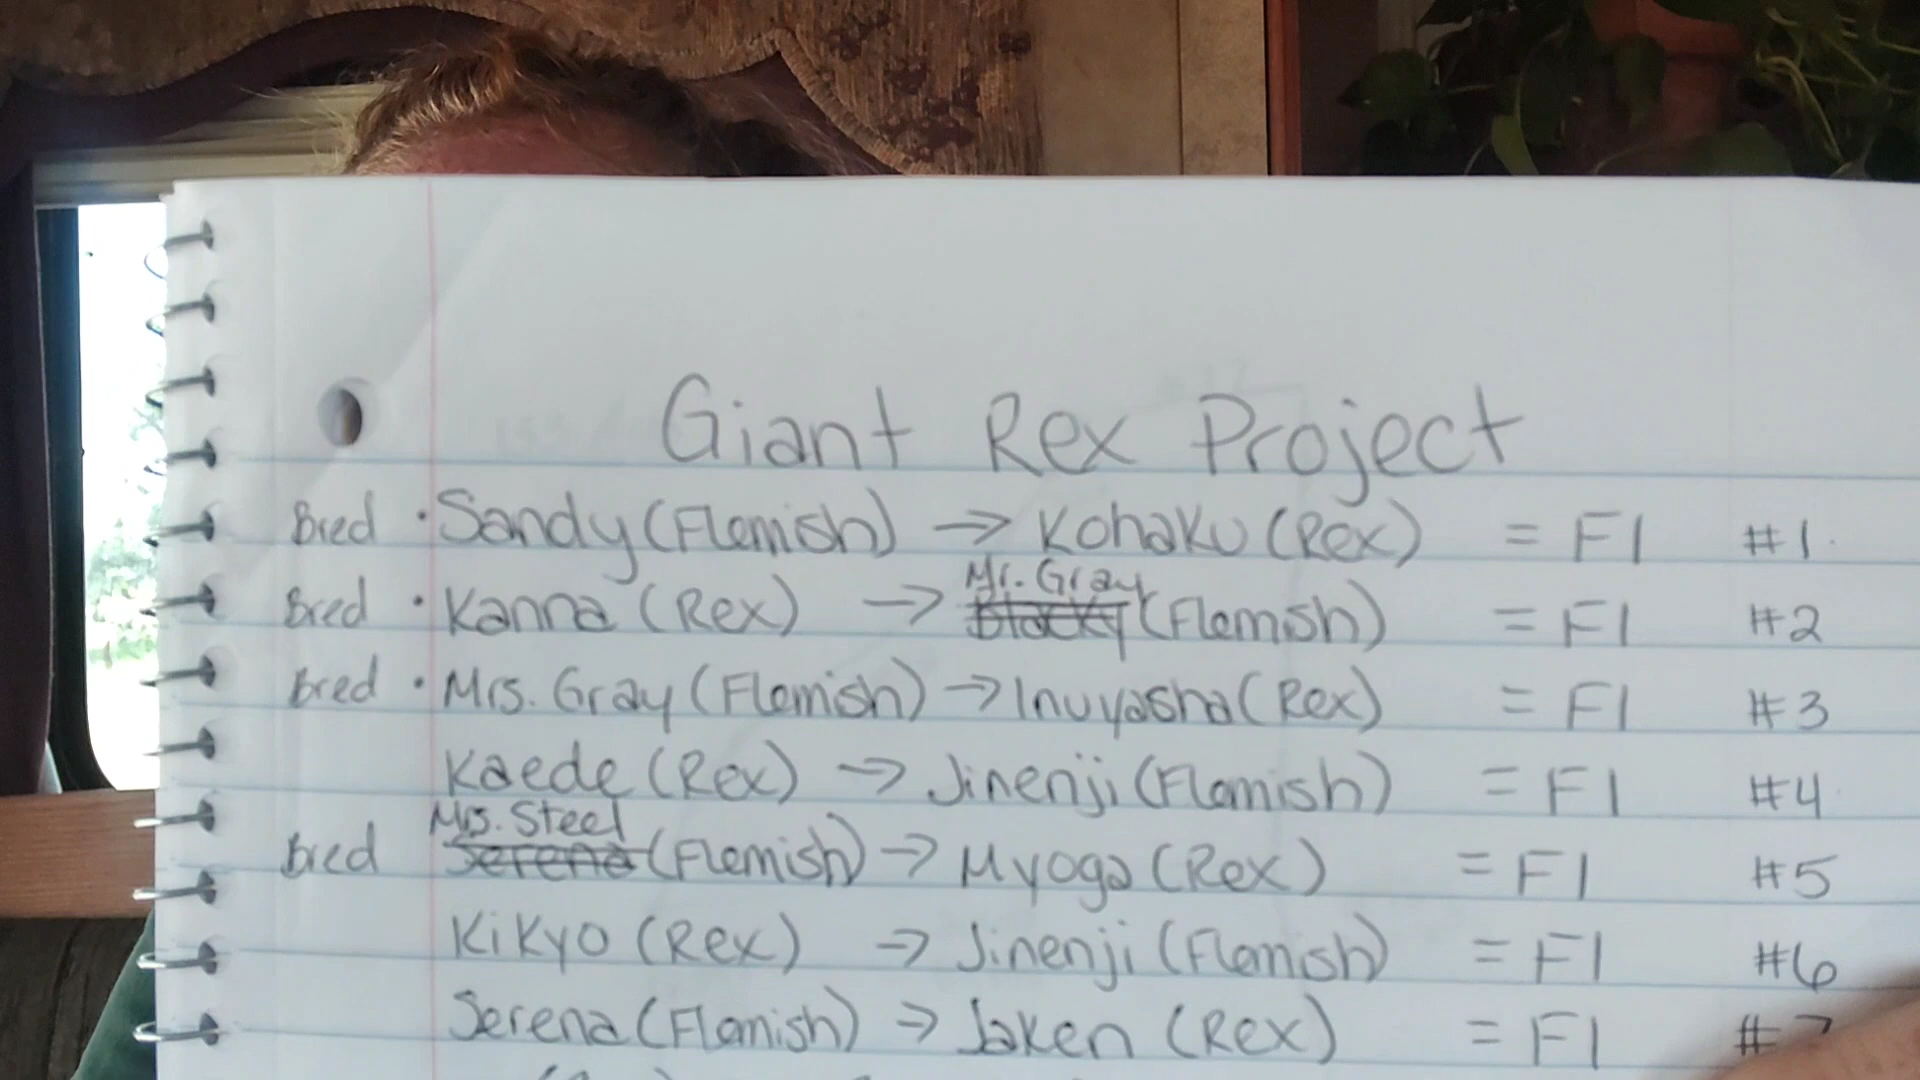 Giant Rex Project
Bred · Sandy (Flemish) → Kohaku (Rex) = F1 #1
Mr. Gray
Bred · Kanna (Rex) → Blacky (Flemish) = F1 #2
bred · Mrs. Gray (Flemish) → Inuyasha (Rex) = F1 #3
Kaede (Rex) → Jinenji (Flemish) = F1 #4
Mrs. Steel
bred Serena (Flemish) → Myoga (Rex) = F1 #5
Kikyo (Rex) → Jinenji (Flemish) = F1 #6
Serena (Flemish) → Jaken (Rex) = F1 #7